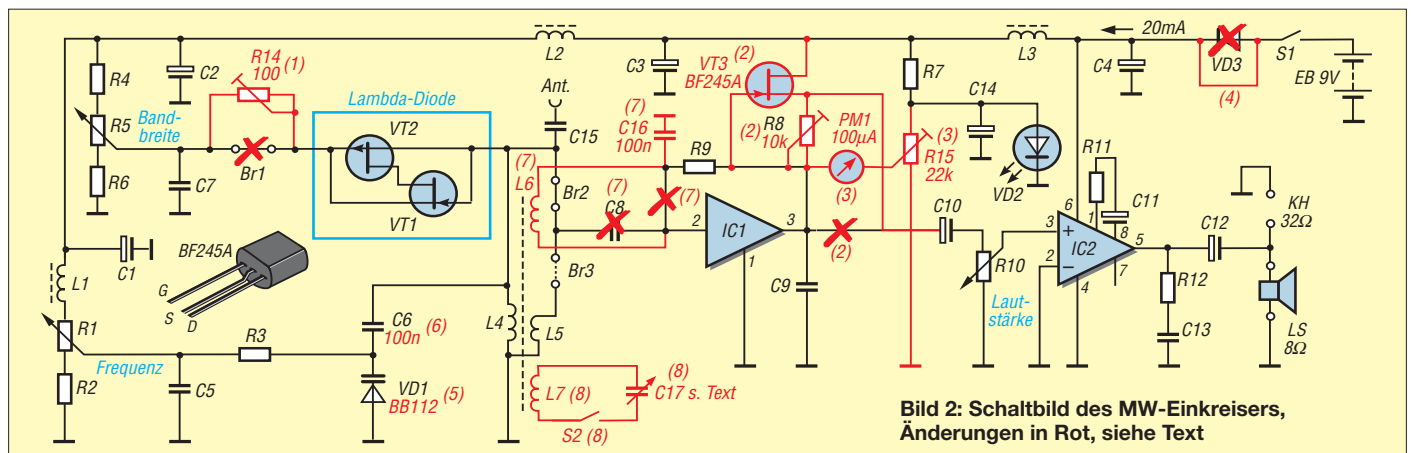 L2
L3
20mA
S1
VD3
(4)
EB 9V
R4
C2
R14
100 (1)
Lambda-Diode
Ant.
C3
VT3 (2)
BF245A
R7
C4
Band-
breite
R5
VT2
C15
(7)
C16
100n
(2)
R8
10k
PM1
100µA
C14
(3)
R15
22k
VD2
R11
R6
C7
Br1
VT1
(7)
L6
Br2
R9
(3)
(7)
C8
(7)
2
IC1
3
1
(2)
C10
6
1
3
+
IC2
2
−
8
5
7
4
C11
C12
KH
32Ω
C1
BF245A
G
S
D
L1
Br3
C9
R10
Laut-
stärke
R12
C13
LS
8Ω
R1
Frequenz
R3
C6
100n (6)
L4
L5
R2
C5
VD1
BB112 (5)
L7 (8)
(8)
C17 s. Text
S2 (8)
Bild 2: Schaltbild des MW-Einkreisers,
Änderungen in Rot, siehe Text